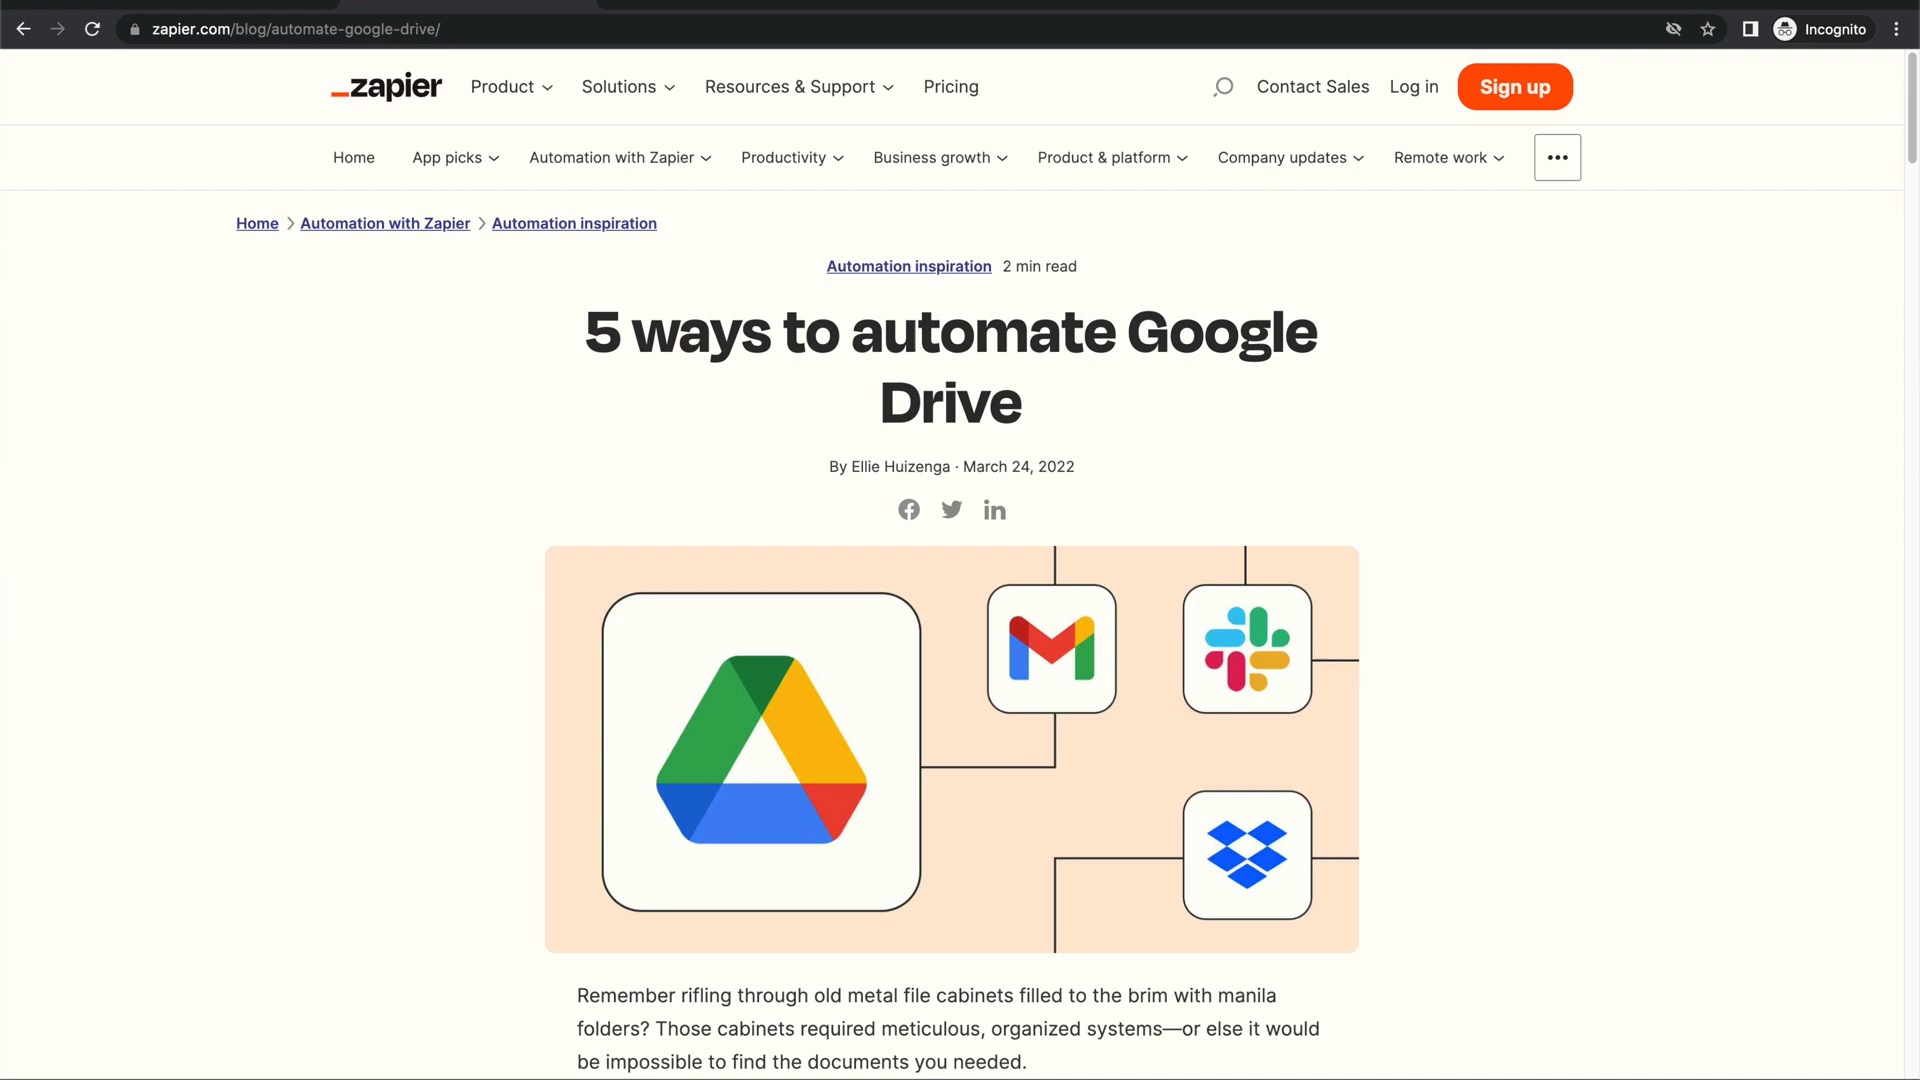 zapier.com/blog/automate-google-drive/
Incognito
zapier
Product
Solutions
Resources & Support
Pricing
Contact Sales
Log in
Sign up
Home
App picks
Automation with Zapier
Productivity
Business growth
Product & platform
Company updates
Remote work
Home
Automation with Zapier
Automation inspiration
Automation inspiration 2 min read
5 ways to automate Google
Drive
By Ellie Huizenga · March 24, 2022
Remember rifling through old metal file cabinets filled to the brim with manila
folders? Those cabinets required meticulous, organized systems—or else it would
be impossible to find the documents you needed.